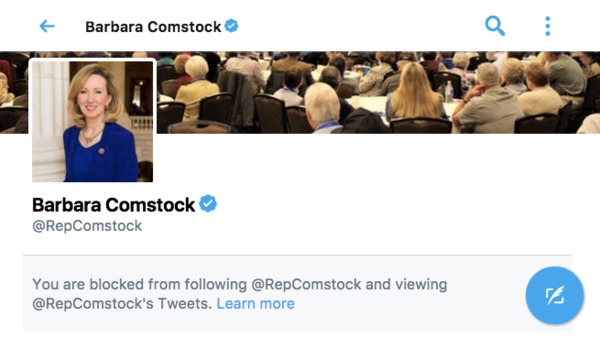 Barbara Comstock
Barbara Comstock
@RepComstock
You are blocked from following @RepComstock and viewing
@RepComstock's Tweets. Learn more